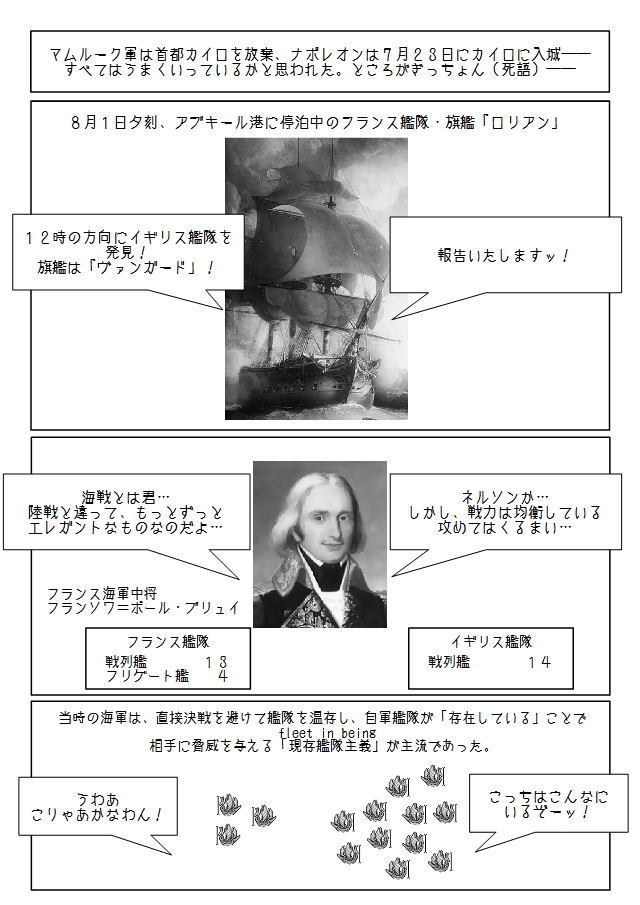 マムルーク軍は首都カイロを放棄、ナポレオンは７月２３日にカイロに入城――
すべてはうまくいっているかと思われた。ところがぎっちょん（死語）――
８月１日夕刻、アブキール港に停泊中のフランス艦隊・旗艦「ロリアン」
１２時の方向にイギリス艦隊を
発見！
旗艦は「ヴァンガード」！
報告いたしますッ！
ネルソンか…
しかし、戦力は均衡している
攻めてはくるまい…
海戦とは君…
陸戦と違って、もっとずっと
エレガントなものなのだよ…
フランス海軍中将
フランソワ＝ポール・ブリュイ
フランス艦隊
戦列艦　　　１３
フリゲート艦　　４
イギリス艦隊
戦列艦　　　１４
当時の海軍は、直接決戦を避けて艦隊を温存し、自軍艦隊が「存在している」ことで
fleet in being
相手に脅威を与える「現存艦隊主義」が主流であった。
こっちはこんなに
いるぞーッ！
うわあ
こりゃあかなわん！